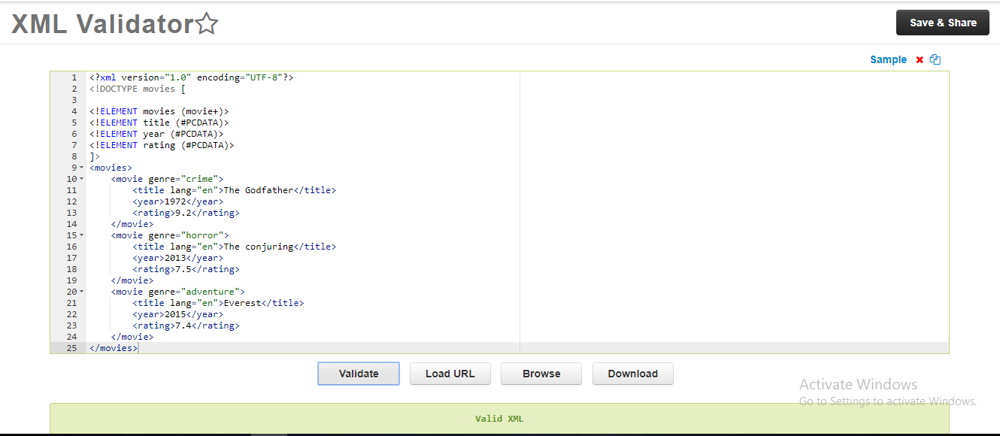 XML Validator
Save & Share
Sample
1 <?xml version="1.0" encoding="UTF-8"?>
2 <!DOCTYPE movies [
3
4 <!ELEMENT movies (movie+)>
5 <!ELEMENT title (#PCDATA)>
6 <!ELEMENT year (#PCDATA)>
7 <!ELEMENT rating (#PCDATA)>
8 ]>
9 <movies>
10 <movie genre="crime">
11 <title lang="en">The Godfather</title>
12 <year>1972</year>
13 <rating>9.2</rating>
14 </movie>
15 <movie genre="horror">
16 <title lang="en">The conjuring</title>
17 <year>2013</year>
18 <rating>7.5</rating>
19 </movie>
20 <movie genre="adventure">
21 <title lang="en">Everest</title>
22 <year>2015</year>
23 <rating>7.4</rating>
24 </movie>
25 </movies>
Validate Load URL Browse Download
Activate Windows
Go to Settings to activate Windows.
Valid XML